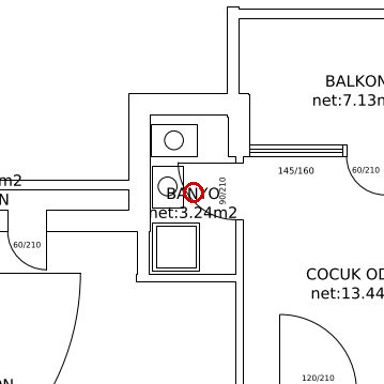 BALKON
net:7.13m
145/160
60/210
m2
N
BANYO
90/210
net:3.24m2
60/210
COCUK OD
net:13.44
120/210
ON